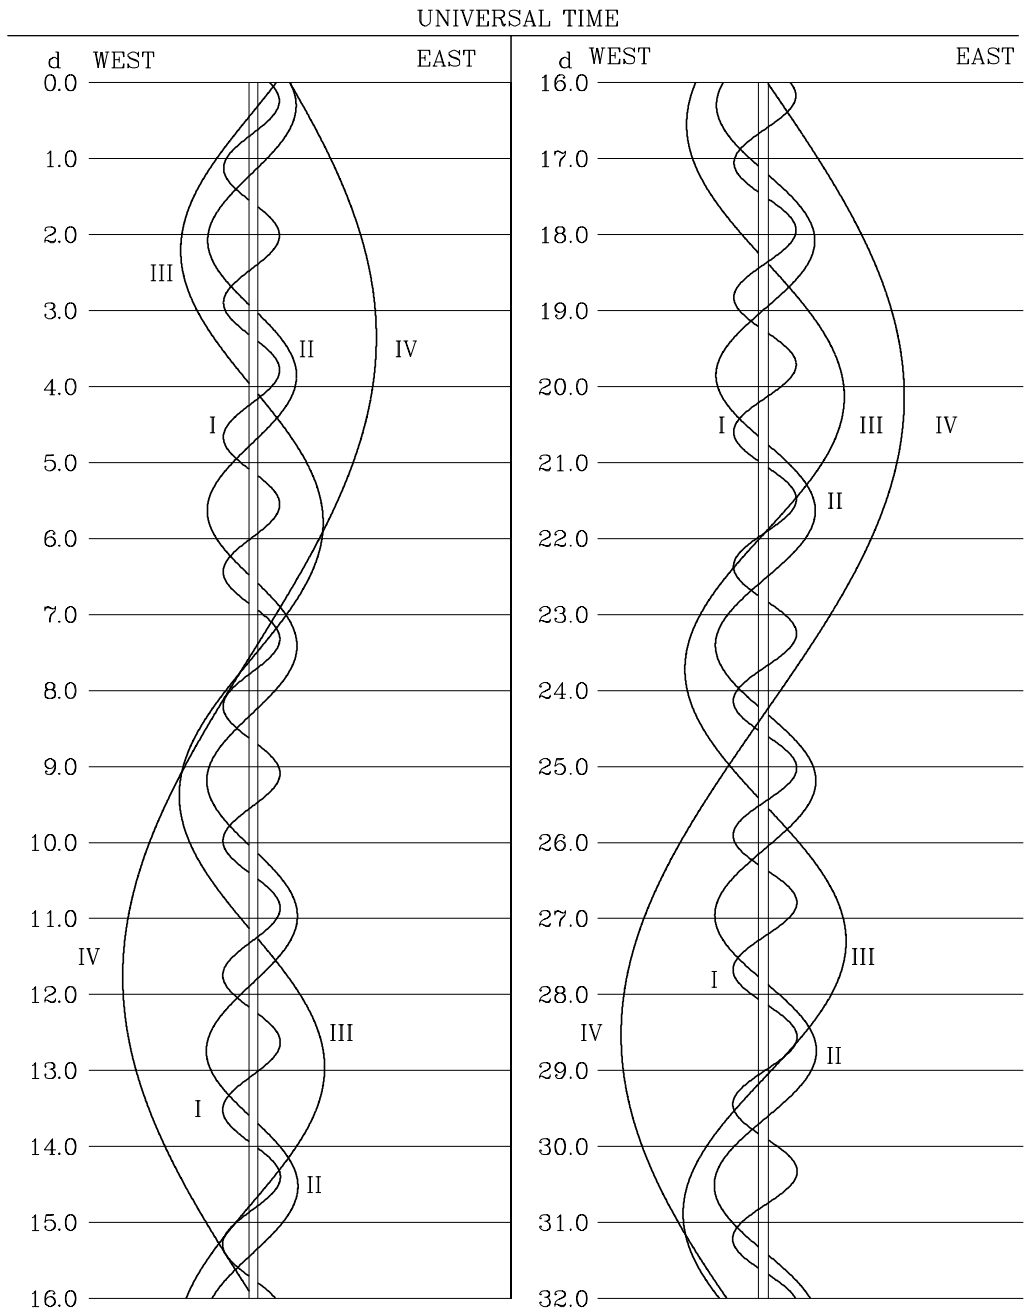 UNIVERSAL TIME
d WEST EAST
0.0
1.0
2.0
III
3.0
II IV
4.0
I
5.0
6.0
7.0
8.0
9.0
10.0
11.0
IV
12.0
III
13.0
I
14.0
II
15.0
16.0
d WEST EAST
16.0
17.0
18.0
19.0
20.0
I III IV
21.0
II
22.0
23.0
24.0
25.0
26.0
27.0
III
I
28.0
IV
II
29.0
30.0
31.0
32.0